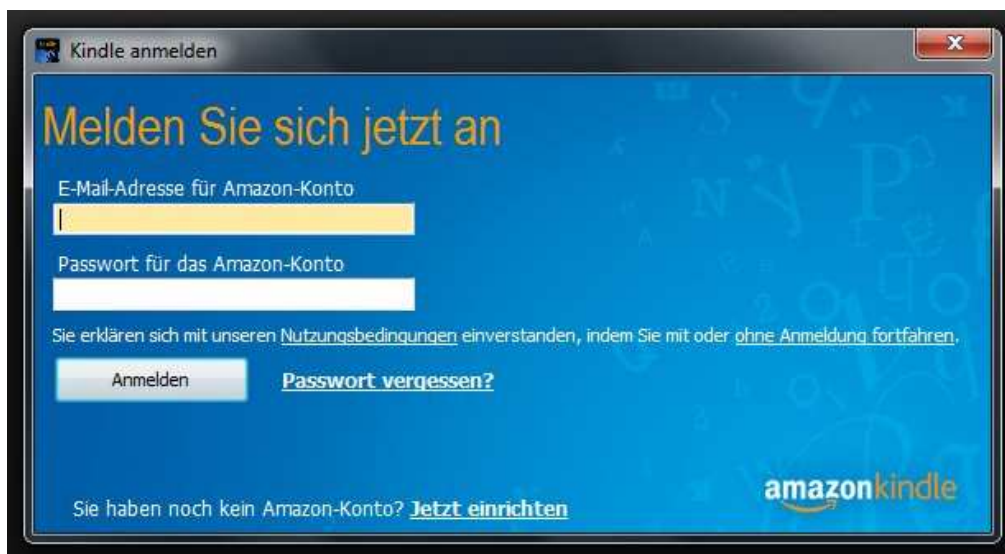 Kindle anmelden
Melden Sie sich jetzt an
E-Mail-Adresse für Amazon-Konto
Passwort für das Amazon-Konto
Sie erklären sich mit unseren Nutzungsbedingungen einverstanden, indem Sie mit oder ohne Anmeldung fortfahren.
Anmelden Passwort vergessen?
amazonkindle
Sie haben noch kein Amazon-Konto? Jetzt einrichten